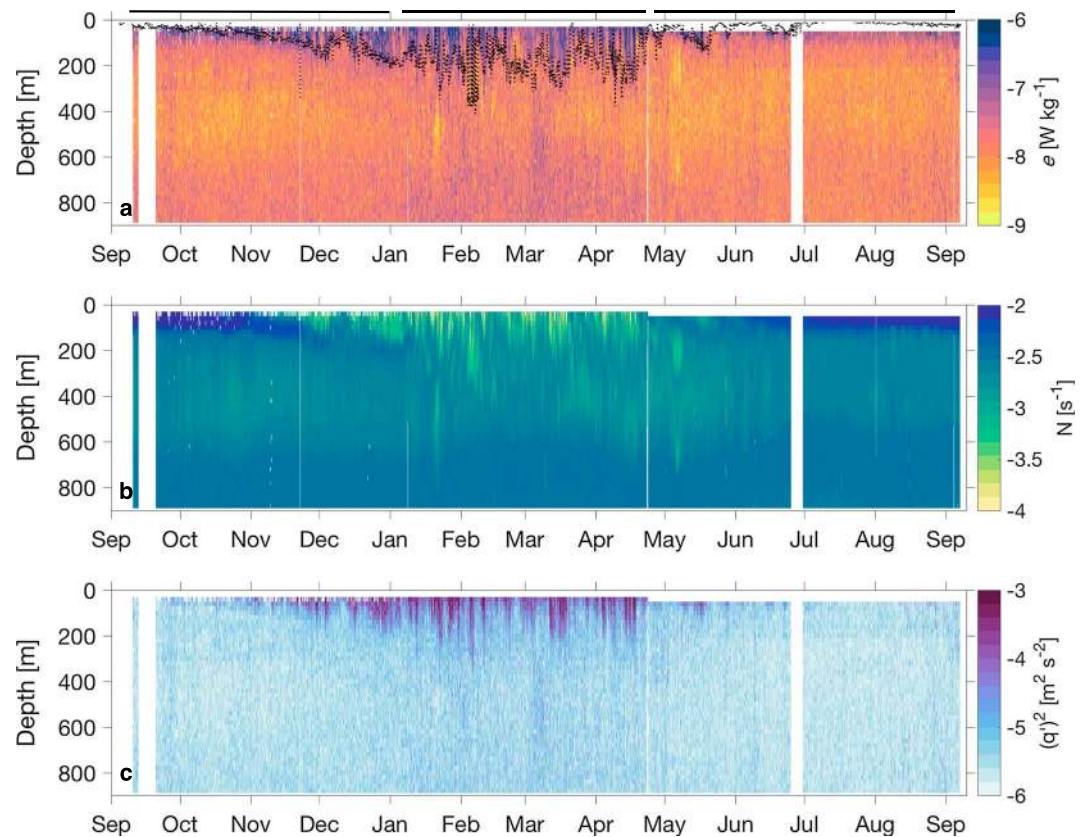 0
200
400
600
800
Depth [m]
a
Sep Oct Nov Dec Jan Feb Mar Apr May Jun Jul Aug Sep
-6
-7
-8
-9
e [W kg⁻¹]
0
200
400
600
800
Depth [m]
b
Sep Oct Nov Dec Jan Feb Mar Apr May Jun Jul Aug Sep
-2
-2.5
-3
-3.5
-4
N [s⁻¹]
0
200
400
600
800
Depth [m]
c
Sep Oct Nov Dec Jan Feb Mar Apr May Jun Jul Aug Sep
-3
-4
-5
-6
(q')² [m² s⁻²]